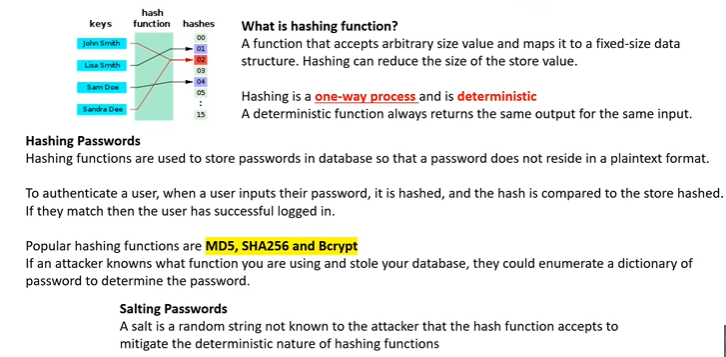 hash
keys function hashes
John Smith
Lisa Smith
Sam Doe
Sandra Dee
00
01
02
03
04
05
:
15
What is hashing function?
A function that accepts arbitrary size value and maps it to a fixed-size data
structure. Hashing can reduce the size of the store value.
Hashing is a one-way process and is deterministic
A deterministic function always returns the same output for the same input.
Hashing Passwords
Hashing functions are used to store passwords in database so that a password does not reside in a plaintext format.
To authenticate a user, when a user inputs their password, it is hashed, and the hash is compared to the store hashed.
If they match then the user has successful logged in.
Popular hashing functions are MD5, SHA256 and Bcrypt
If an attacker knowns what function you are using and stole your database, they could enumerate a dictionary of
password to determine the password.
Salting Passwords
A salt is a random string not known to the attacker that the hash function accepts to
mitigate the deterministic nature of hashing functions